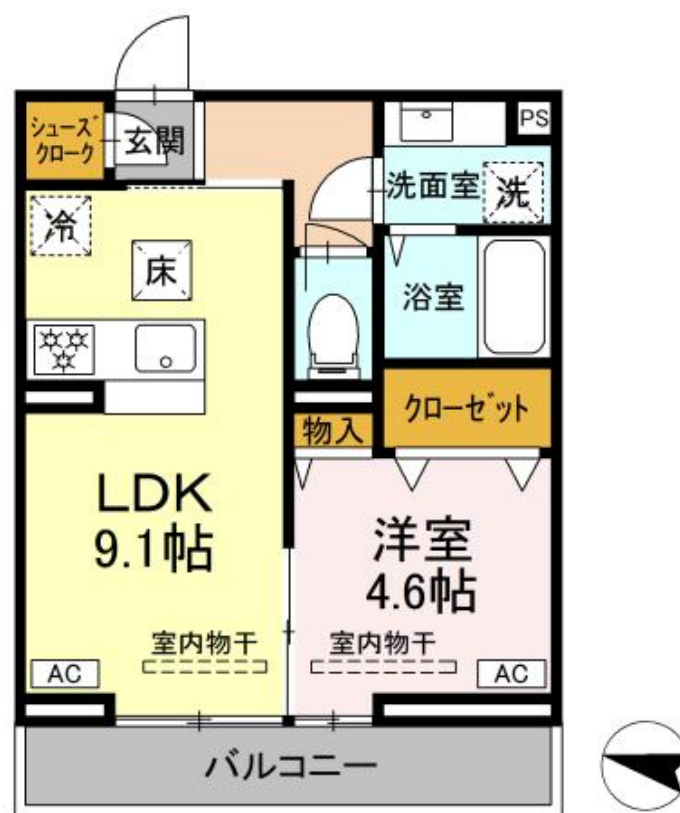 シューズ
クローク
玄関
PS
洗面室
洗
冷
床
浴室
クローゼット
物入
LDK
9.1帖
洋室
4.6帖
室内物干
室内物干
AC
AC
バルコニー